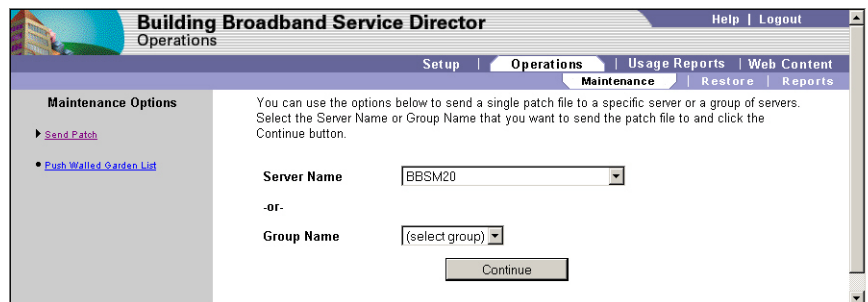 Building Broadband Service Director
Help | Logout
Operations
Setup | Operations | Usage Reports | Web Content
Maintenance | Restore | Reports
Maintenance Options
Send Patch
Push Walled Garden List
You can use the options below to send a single patch file to a specific server or a group of servers.
Select the Server Name or Group Name that you want to send the patch file to and click the
Continue button.
Server Name BBSM20
-or-
Group Name (select group)
Continue